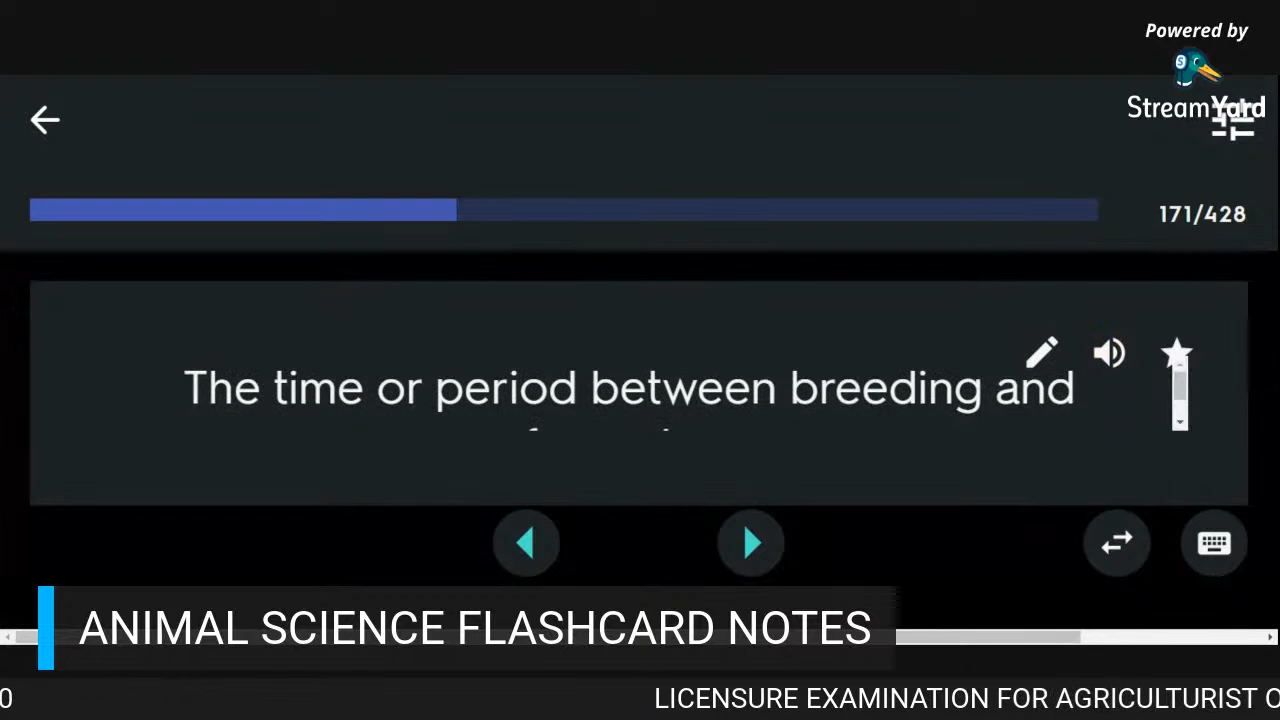 Powered by
StreamYard
171/428
The time or period between breeding and
ANIMAL SCIENCE FLASHCARD NOTES
0
LICENSURE EXAMINATION FOR AGRICULTURIST